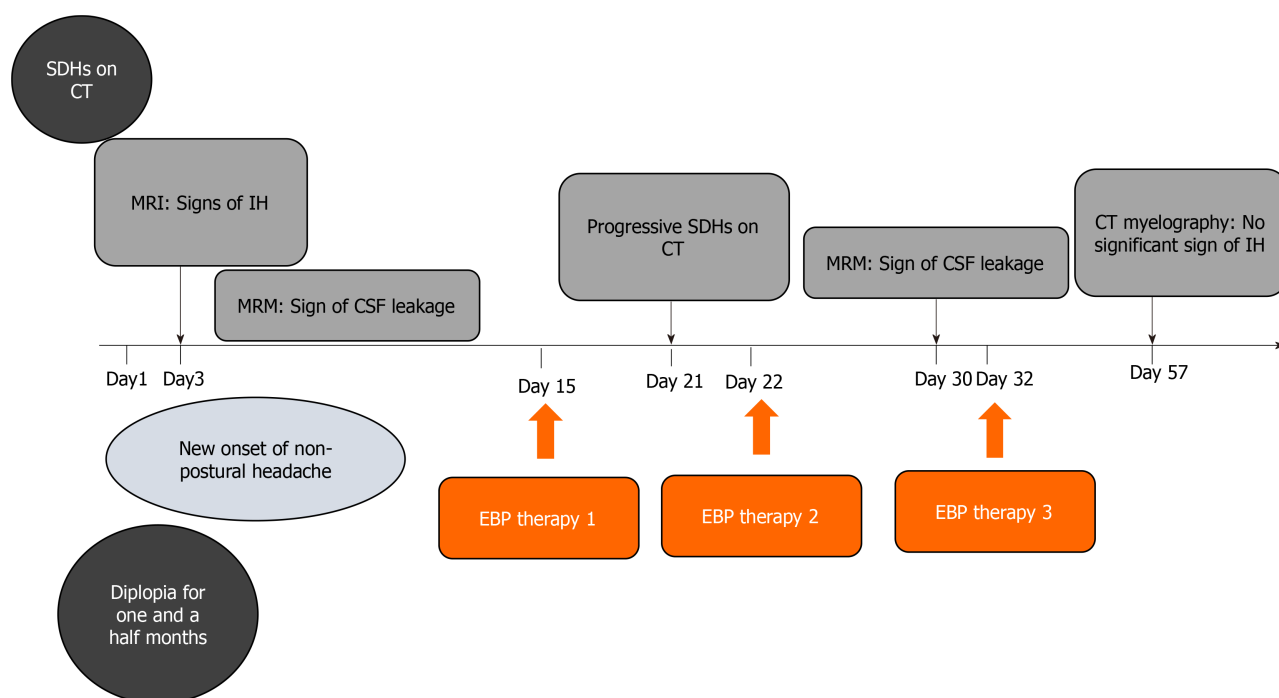 SDHs on
CT
MRI: Signs of IH
MRM: Sign of CSF leakage
Progressive SDHs on
CT
MRM: Sign of CSF leakage
CT myelography: No
significant sign of IH
Day1
Day3
Day 15
Day 21
Day 22
Day 30
Day 32
Day 57
New onset of non-
postural headache
EBP therapy 1
EBP therapy 2
EBP therapy 3
Diplopia for
one and a
half months